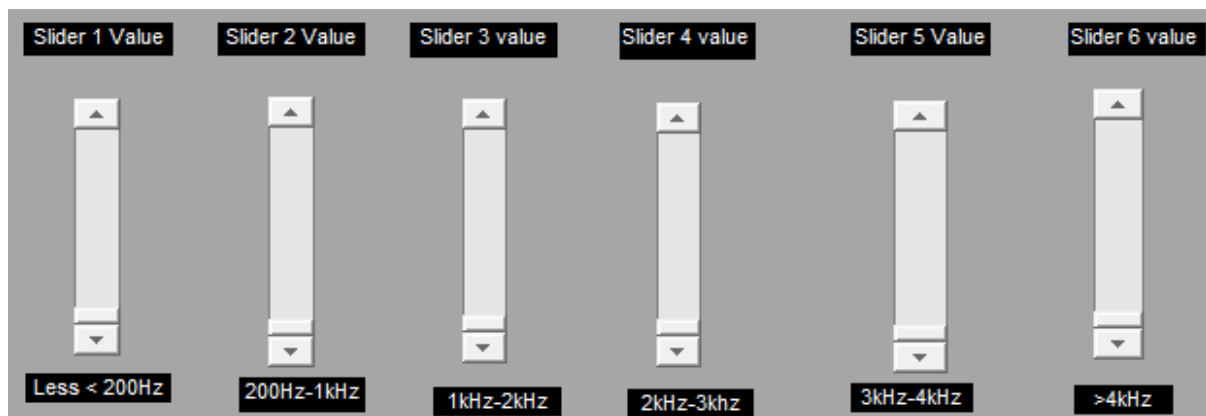 Slider 1 Value
Slider 2 Value
Slider 3 value
Slider 4 value
Slider 5 Value
Slider 6 value
Less < 200Hz
200Hz-1kHz
1kHz-2kHz
2kHz-3khz
3kHz-4kHz
>4kHz